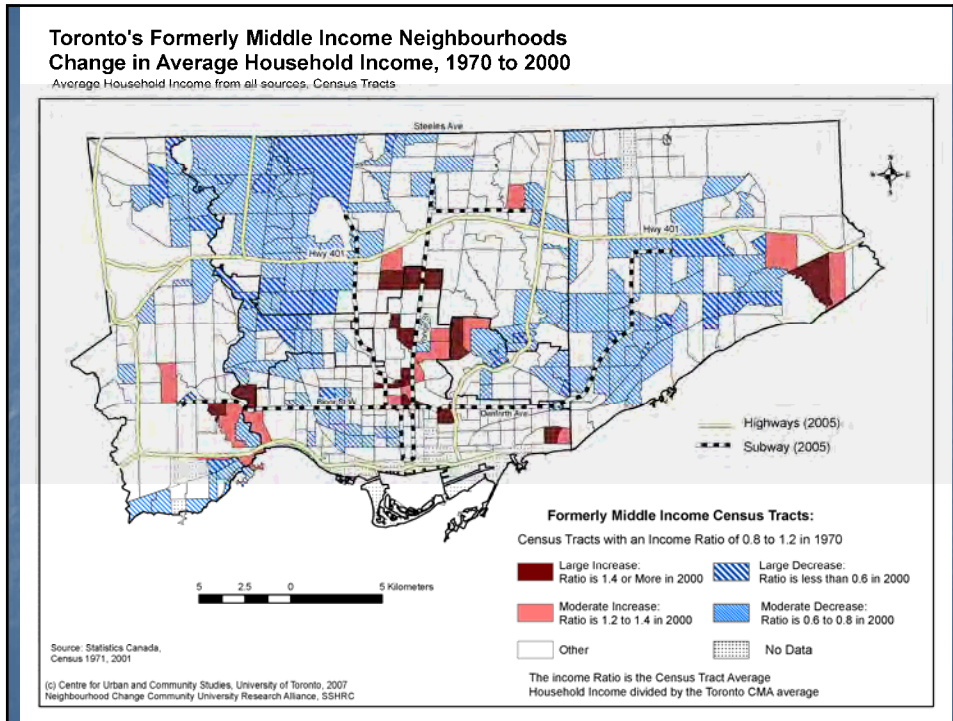 Toronto's Formerly Middle Income Neighbourhoods
Change in Average Household Income, 1970 to 2000
Average Household Income from all sources, Census Tracts
Steeles Ave
N
W
E
S
Hwy 401
Hwy 401
Bloor St W
Danforth Ave
Highways (2005)
Subway (2005)
Formerly Middle Income Census Tracts:
Census Tracts with an Income Ratio of 0.8 to 1.2 in 1970
Large Increase:
Ratio is 1.4 or More in 2000
Large Decrease:
Ratio is less than 0.6 in 2000
Moderate Increase:
Ratio is 1.2 to 1.4 in 2000
Moderate Decrease:
Ratio is 0.6 to 0.8 in 2000
Other
No Data
The income Ratio is the Census Tract Average
Household Income divided by the Toronto CMA average
5 2.5 0 5 Kilometers
Source: Statistics Canada,
Census 1971, 2001
(c) Centre for Urban and Community Studies, University of Toronto, 2007
Neighbourhood Change Community University Research Alliance, SSHRC